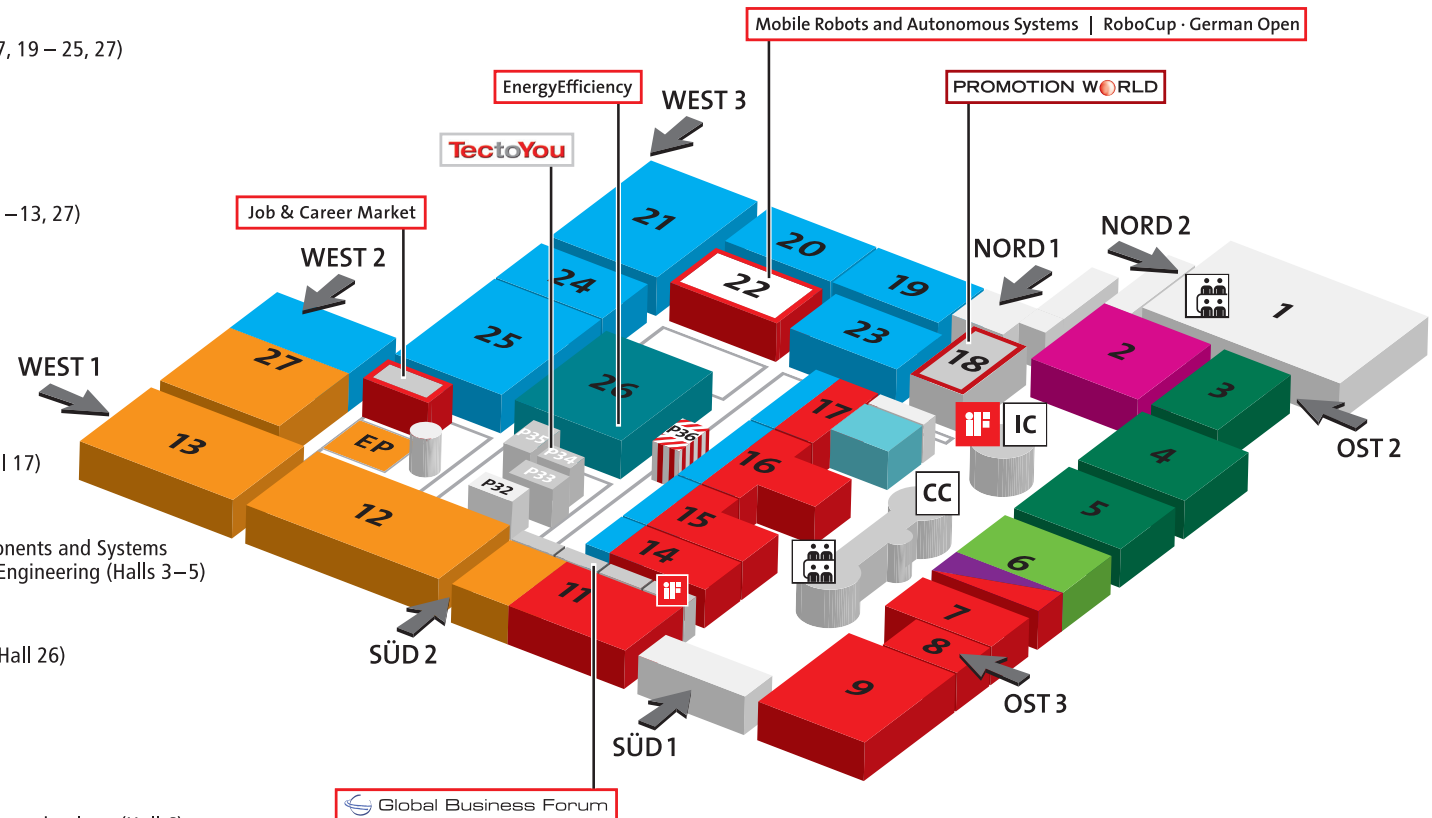 Mobile Robots and Autonomous Systems | RoboCup · German Open
7, 19 – 25, 27)
EnergyEfficiency
PROMOTION WORLD
WEST 3
TectoYou
–13, 27)
Job & Career Market
21
NORD 2
20
NORD 1
WEST 2
24
22
19
1
25
23
2
27
18
WEST 1
26
3
17
OST 2
13
EP
P35
P36
iF
IC
l 17)
P34
16
4
P33
P32
CC
12
15
5
onents and Systems
14
6
Engineering (Halls 3–5)
11
iF
7
SÜD 2
8
Hall 26)
9
OST 3
SÜD 1
Global Business Forum